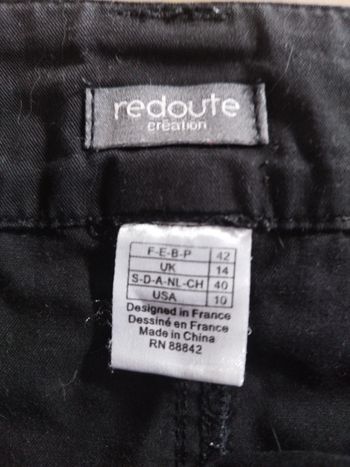 redoute
création
F-E-B-P 42
UK 14
S-D-A-NL-CH 40
USA 10
Designed in France
Dessiné en France
Made in China
RN 88842